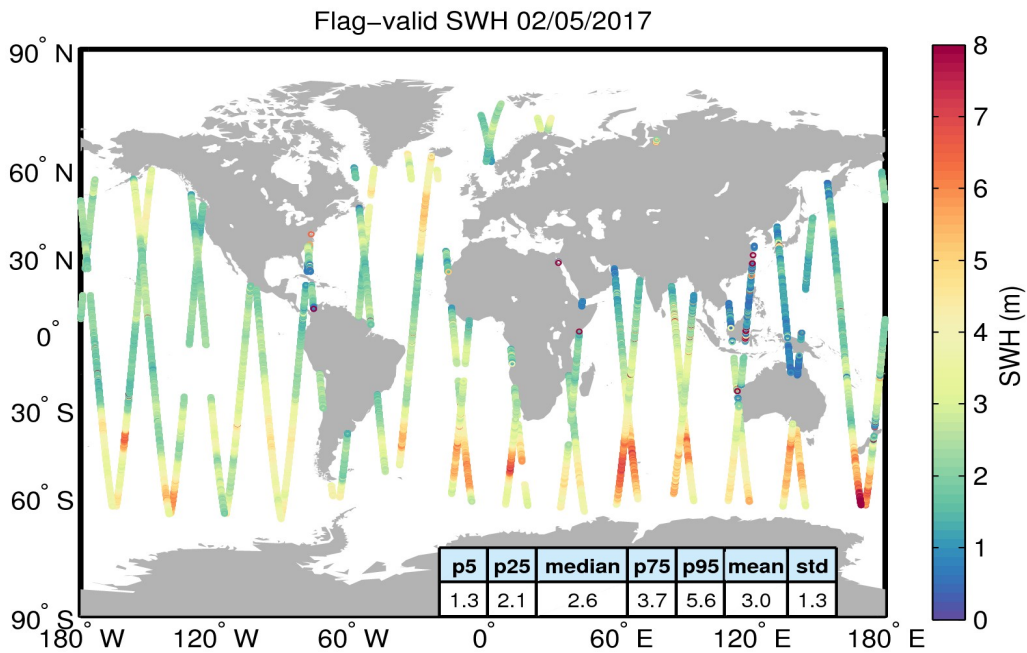 Flag−valid SWH 02/05/2017
90° N
60° N
30° N
0°
30° S
60° S
90° S
180° W
120° W
60° W
0°
60° E
120° E
180° E
p5 p25 median p75 p95 mean std
1.3 2.1 2.6 3.7 5.6 3.0 1.3
8
7
6
5
4
3
2
1
0
SWH (m)